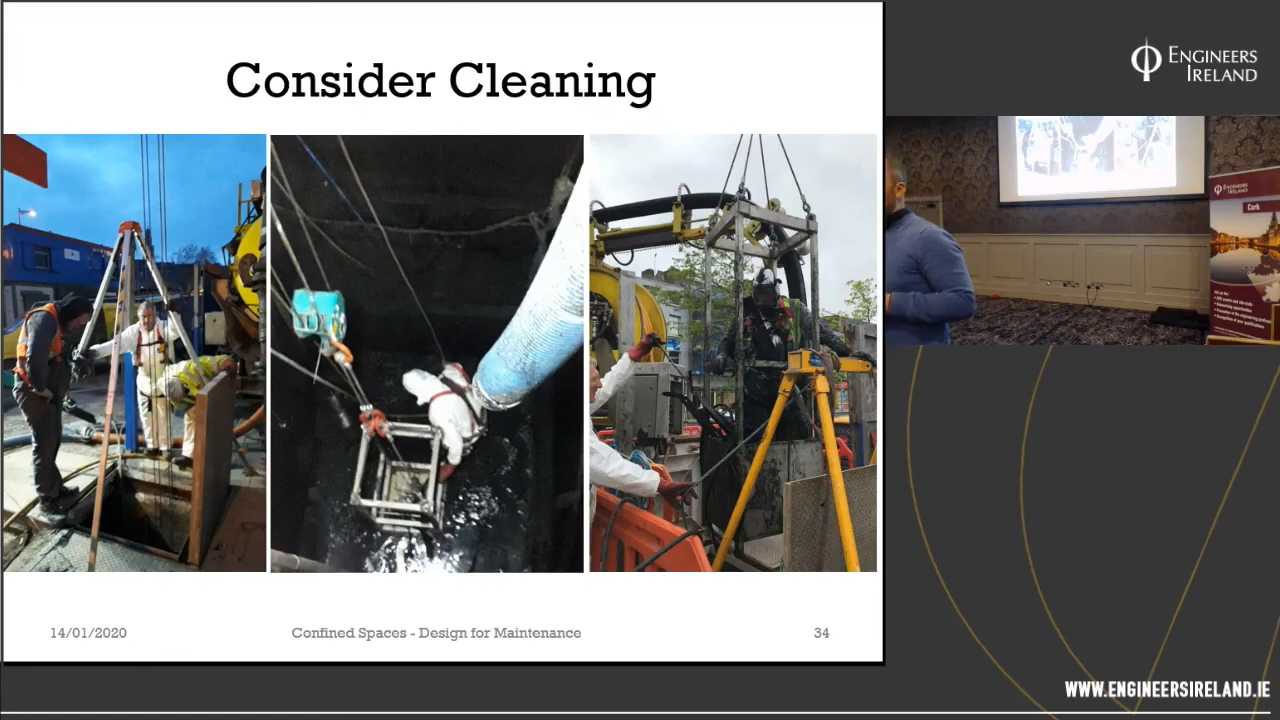 Consider Cleaning
14/01/2020
Confined Spaces - Design for Maintenance
34
ENGINEERS
IRELAND
ENGINEERS
IRELAND
Cork
WWW.ENGINEERSIRELAND.IE